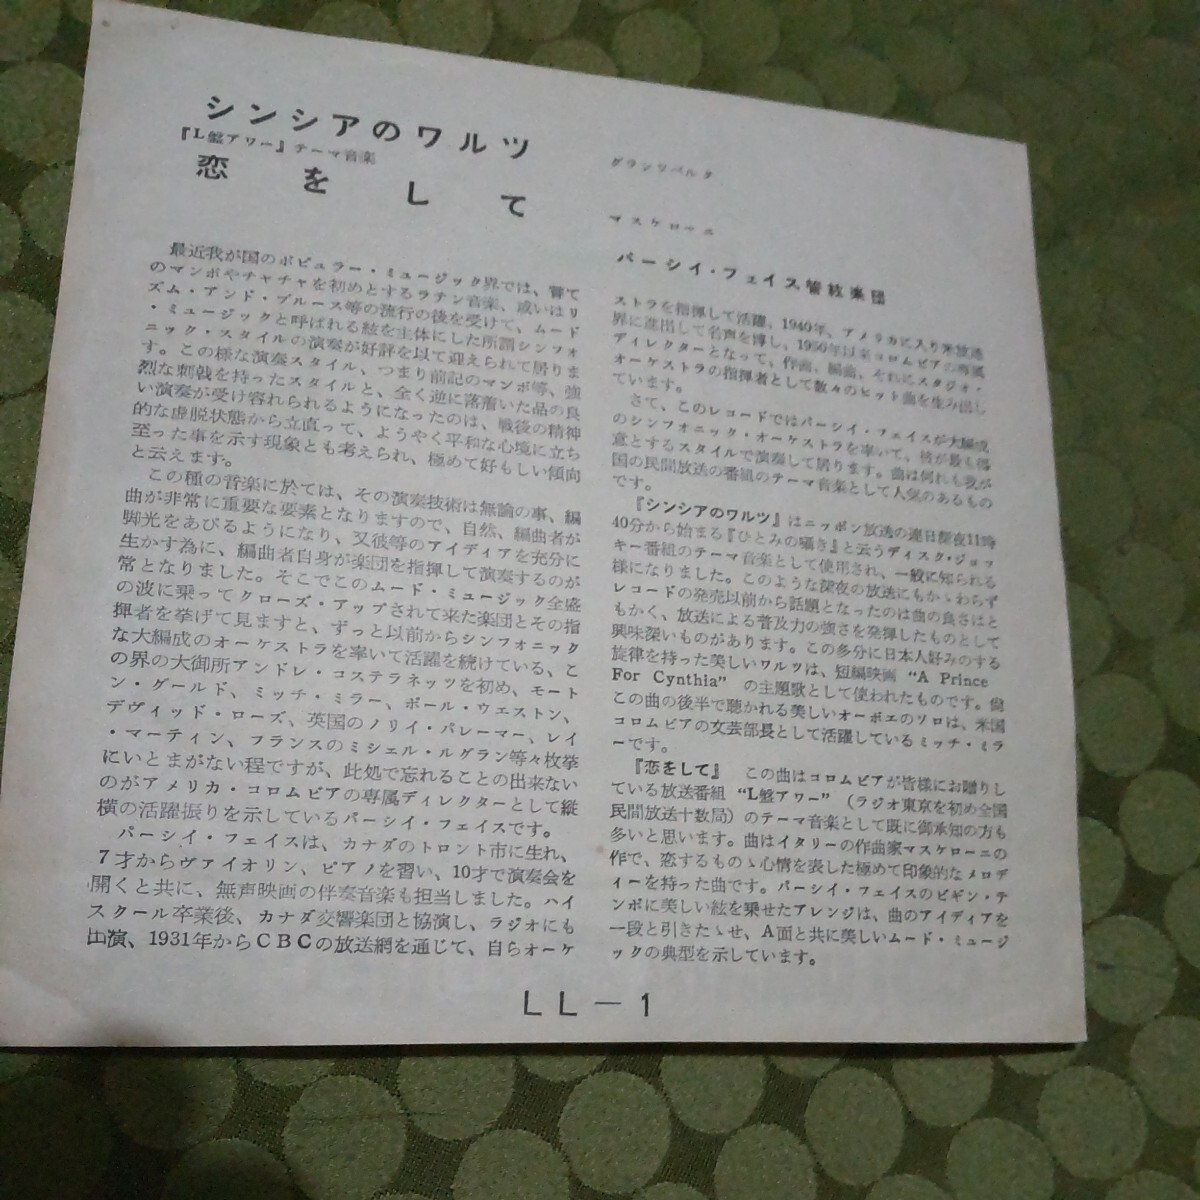 シンシアのワルツ
グランツベルタ
『L盤アワー』テーマ音楽
恋をして
マスケローニ
パーシイ・フェイス管絃楽団
最近我が国のポピュラー・ミュージック界では、嘗て
のマンボやチャチャを初めとするラテン音楽、或いはリ
ズム・アンド・ブルース等の流行の後を受けて、ムード
・ミュージックと呼ばれる絃を主体にした所謂シンフォ
ニック・スタイルの演奏が好評を以て迎えられて居りま
す。この様な演奏スタイル、つまり前記のマンボ等、強
烈な刺戟を持ったスタイルと、全く逆に落着いた品の良
い演奏が受け容れられるようになったのは、戦後の精神
的な虚脱状態から立直って、ようやく平和な心境に立ち
至った事を示す現象とも考えられ、極めて好もしい傾向
と云えます。
この種の音楽に於ては、その演奏技術は無論の事、編
曲が非常に重要な要素となりますので、自然、編曲者が
脚光をあびるようになり、又彼等のアイディアを充分に
生かす為に、編曲者自身が楽団を指揮して演奏するのが
常となりました。そこでこのムード・ミュージック全盛
の波に乗ってクローズ・アップされて来た楽団とその指
揮者を挙げて見ますと、ずっと以前からシンフォニック
な大編成のオーケストラを率いて活躍を続けている、こ
の界の大御所アンドレ・コステラネッツを初め、モート
ン・グールド、ミッチ・ミラー、ポール・ウエストン、
デヴィッド・ローズ、英国のノリイ・パレーマー、レイ
・マーティン、フランスのミシェル・ルグラン等々枚挙
にいとまがない程ですが、此処で忘れることの出来ない
のがアメリカ・コロムビアの専属ディレクターとして縦
横の活躍振りを示しているパーシイ・フェイスです。
パーシイ・フェイスは、カナダのトロント市に生れ、
7才からヴァイオリン、ピアノを習い、10才で演奏会を
開くと共に、無声映画の伴奏音楽も担当しました。ハイ
スクール卒業後、カナダ交響楽団と協演し、ラジオにも
出演、1931年からCBCの放送網を通じて、自らオーケ
ストラを指揮して活躍、1940年、アメリカに入り米放送
界に進出して名声を博し、1950年以来コロムビアの専属
ディレクターとなって、作曲、編曲、それにスタジオ・
オーケストラの指揮者として数々のヒット曲を生み出し
ています。
さて、このレコードではパーシイ・フェイスが大編成
のシンフォニック・オーケストラを率いて、彼が最も得
意とするスタイルで演奏して居ります。曲は何れも我が
国の民間放送の番組のテーマ音楽として人気のあるもの
です。
『シンシアのワルツ』はニッポン放送の連日深夜11時
40分から始まる『ひとみの囁き』と云うディスク・ジョッ
キー番組のテーマ音楽として使用され、一般に知られる
様になりました。このような深夜の放送にもかゝわらず
レコードの発売以前から話題となったのは曲の良さはと
もかく、放送による普及力の強さを発揮したものとして
興味深いものがあります。この多分に日本人好みのする
旋律を持った美しいワルツは、短編映画 “A Prince
For Cynthia” の主題歌として使われたものです。尚
この曲の後半で聴かれる美しいオーボエのソロは、米国
コロムビアの文芸部長として活躍しているミッチ・ミラ
ーです。
『恋をして』 この曲はコロムビアが皆様にお贈りし
ている放送番組 “L盤アワー” （ラジオ東京を初め全国
民間放送十数局）のテーマ音楽として既に御承知の方も
多いと思います。曲はイタリーの作曲家マスケローニの
作で、恋するものゝ心情を表した極めて印象的なメロデ
ィーを持った曲です。パーシイ・フェイスのビギン・テ
ンポに美しい絃を乗せたアレンジは、曲のアイディアを
一段と引きたゝせ、A面と共に美しいムード・ミュージ
ックの典型を示しています。
LL—1